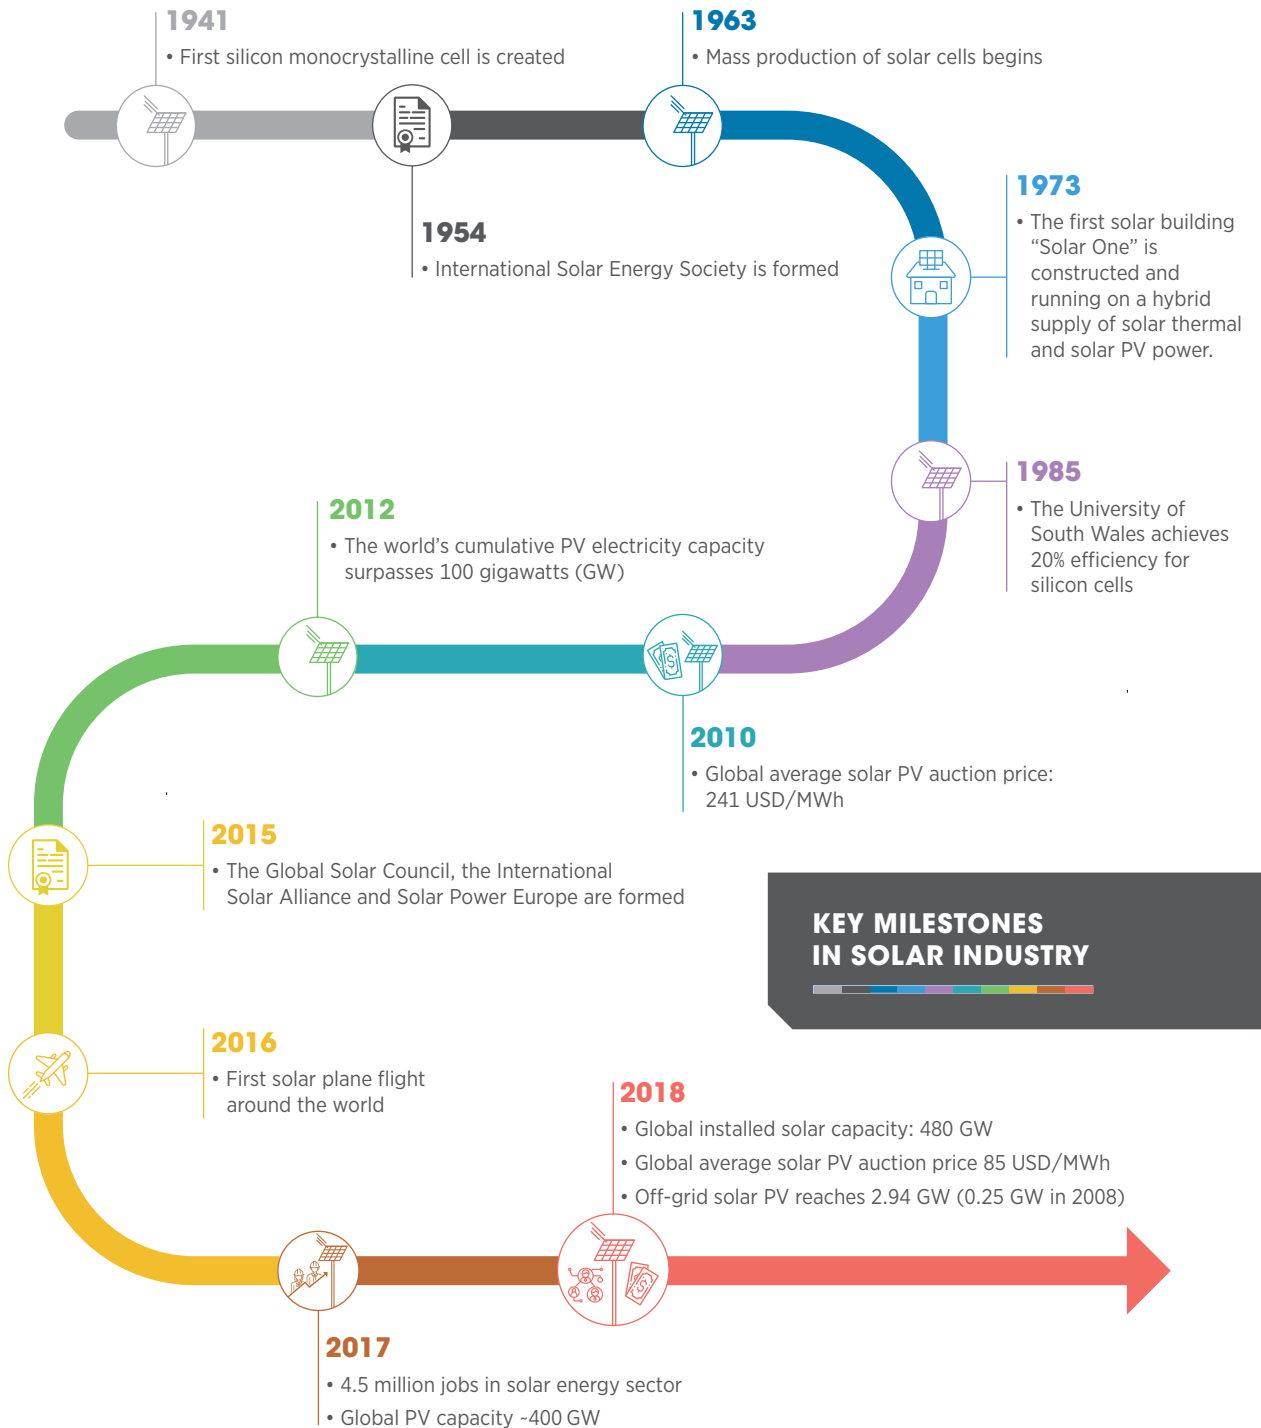 1941
• First silicon monocrystalline cell is created
1963
• Mass production of solar cells begins
1954
• International Solar Energy Society is formed
1973
• The first solar building
“Solar One” is
constructed and
running on a hybrid
supply of solar thermal
and solar PV power.
1985
• The University of
South Wales achieves
20% efficiency for
silicon cells
2012
• The world’s cumulative PV electricity capacity
surpasses 100 gigawatts (GW)
2010
• Global average solar PV auction price:
241 USD/MWh
2015
• The Global Solar Council, the International
Solar Alliance and Solar Power Europe are formed
KEY MILESTONES
IN SOLAR INDUSTRY
2016
• First solar plane flight
around the world
2018
• Global installed solar capacity: 480 GW
• Global average solar PV auction price 85 USD/MWh
• Off-grid solar PV reaches 2.94 GW (0.25 GW in 2008)
2017
• 4.5 million jobs in solar energy sector
• Global PV capacity ~400 GW